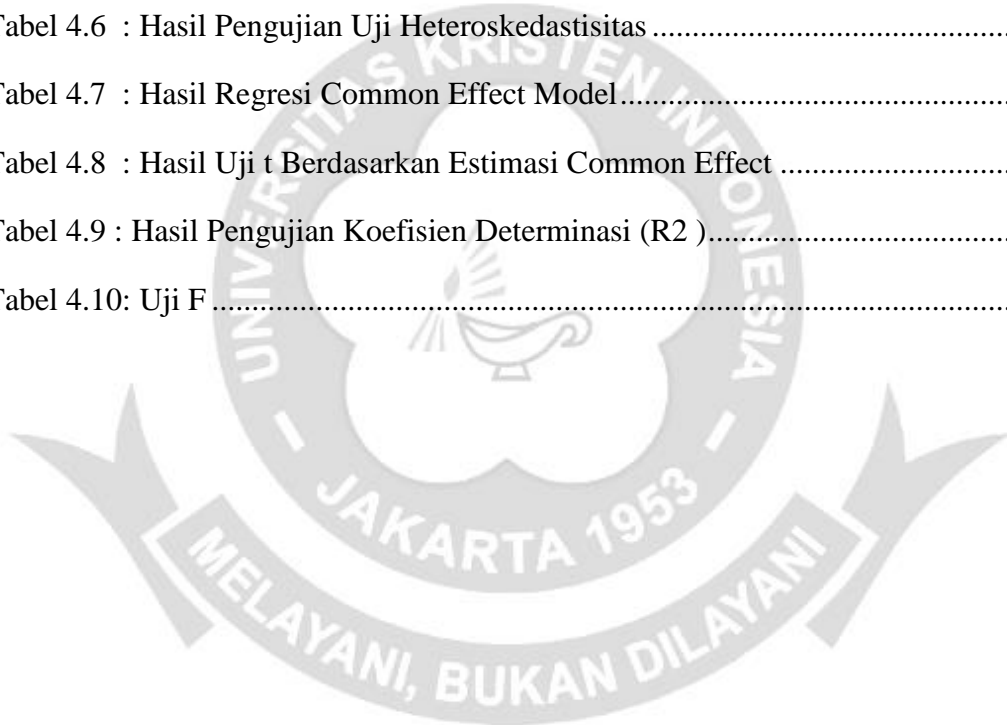 Tabel 4.6 : Hasil Pengujian Uji Heteroskedastisitas ............................................
Tabel 4.7 : Hasil Regresi Common Effect Model................................................
Tabel 4.8 : Hasil Uji t Berdasarkan Estimasi Common Effect ............................
Tabel 4.9 : Hasil Pengujian Koefisien Determinasi (R2 ).....................................
Tabel 4.10: Uji F ..................................................................................................
UNIVERSITAS KRISTEN INDONESIA
- JAKARTA 1953 -
MELAYANI, BUKAN DILAYANI